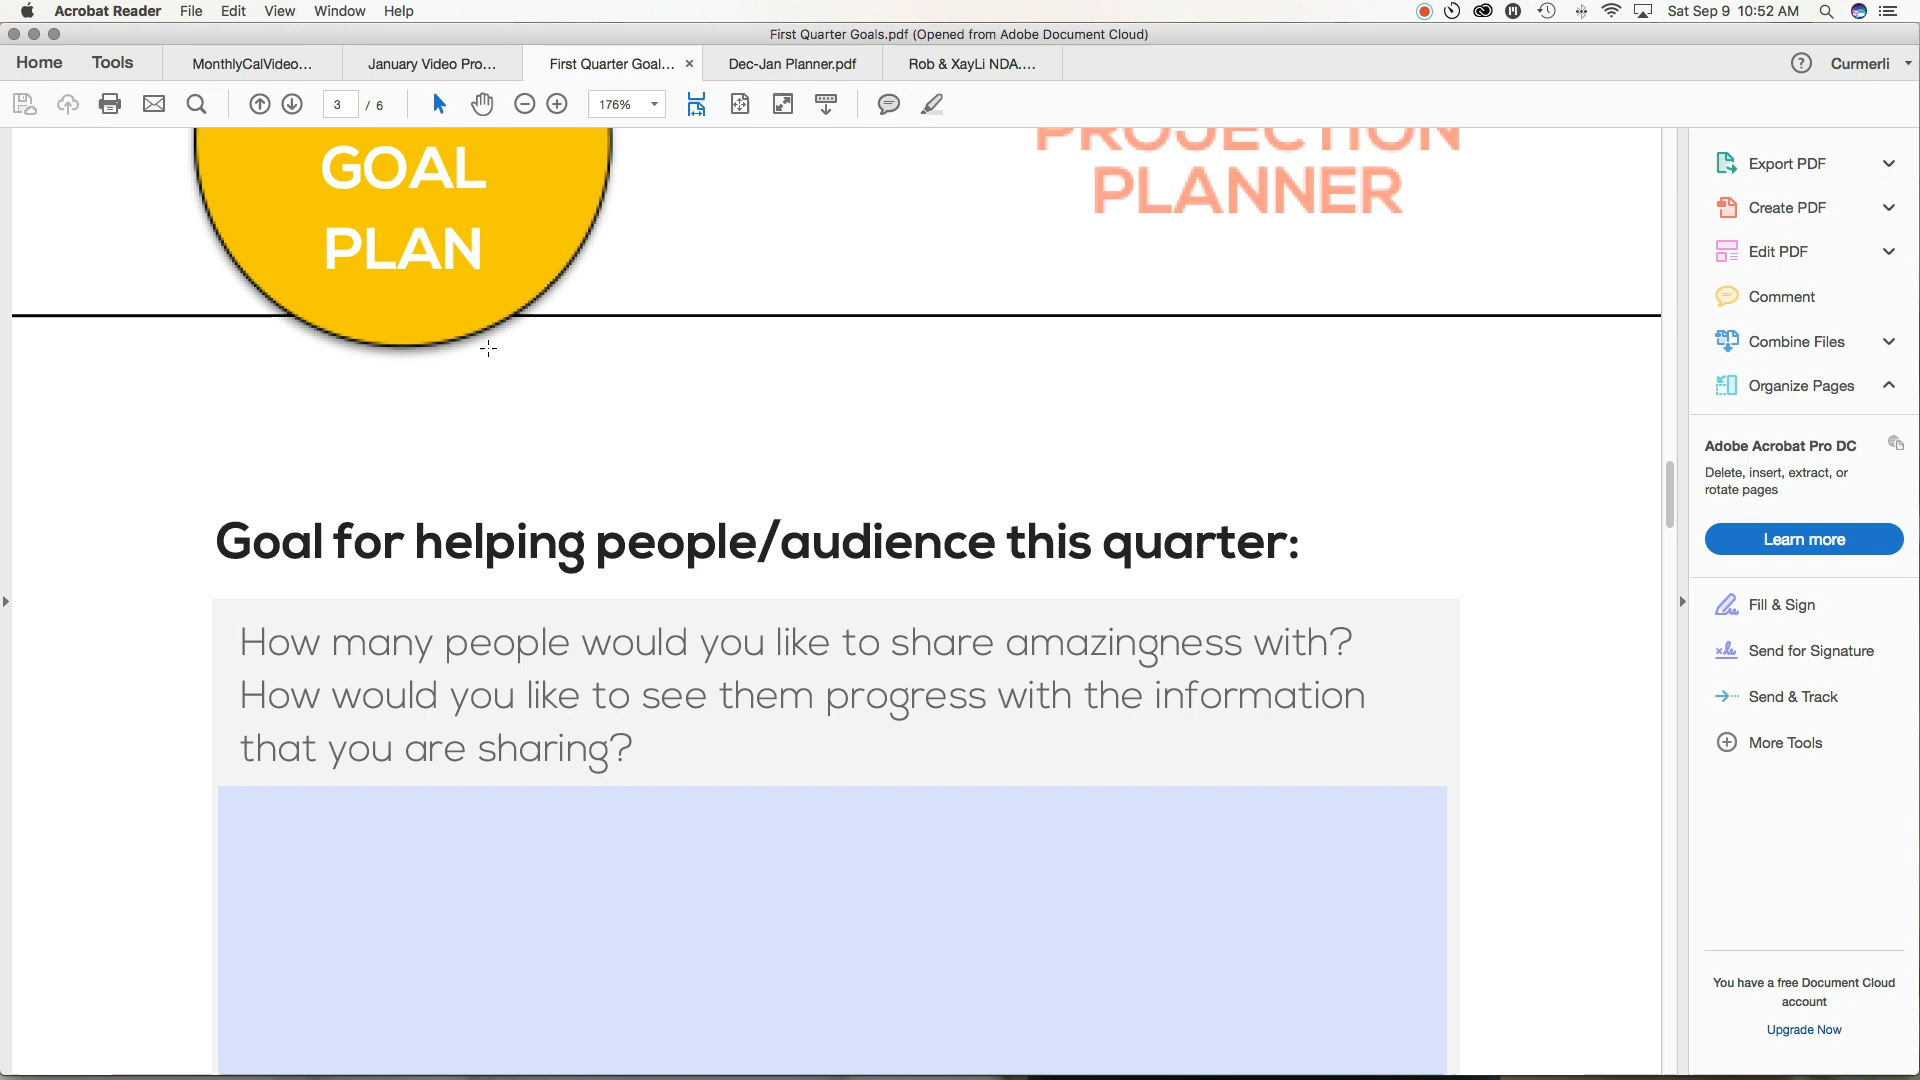 Acrobat Reader File Edit View Window Help Sat Sep 9 10:52 AM
First Quarter Goals.pdf (Opened from Adobe Document Cloud)
Home Tools MonthlyCalVideo... January Video Pro... First Quarter Goal... × Dec-Jan Planner.pdf Rob & XayLi NDA.... ? Curmerli
3 / 6 176%
GOAL
PLAN
PROJECTION
PLANNER
Goal for helping people/audience this quarter:
How many people would you like to share amazingness with?
How would you like to see them progress with the information
that you are sharing?
Export PDF
Create PDF
Edit PDF
Comment
Combine Files
Organize Pages
Adobe Acrobat Pro DC
Delete, insert, extract, or
rotate pages
Learn more
Fill & Sign
Send for Signature
Send & Track
More Tools
You have a free Document Cloud
account
Upgrade Now